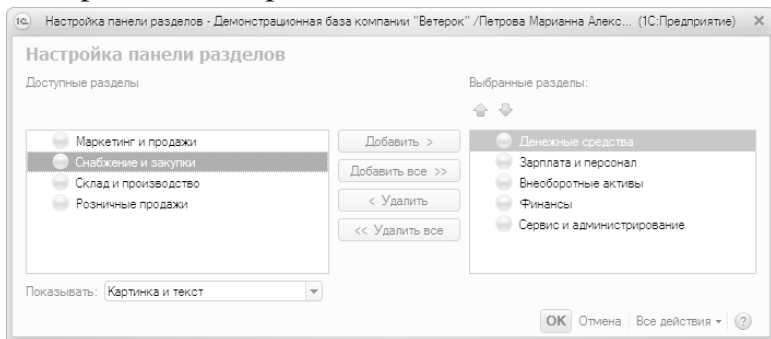 Настройка панели разделов - Демонстрационная база компании "Ветерок" /Петрова Марианна Алекс... (1С:Предприятие)
Настройка панели разделов
Доступные разделы
Выбранные разделы:
Маркетинг и продажи
Снабжение и закупки
Склад и производство
Розничные продажи
Добавить >
Добавить все >>
< Удалить
<< Удалить все
Денежные средства
Зарплата и персонал
Внеоборотные активы
Финансы
Сервис и администрирование
Показывать: Картинка и текст
OK Отмена Все действия ?